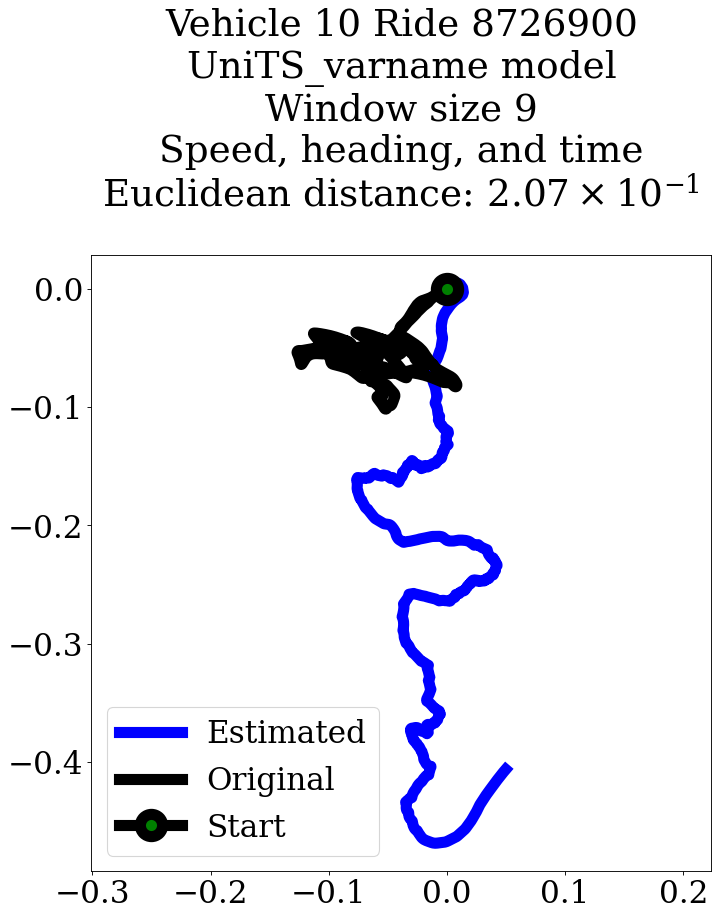 Vehicle 10 Ride 8726900
UniTS_varname model
Window size 9
Speed, heading, and time
Euclidean distance: 2.07 × 10⁻¹
0.0
−0.1
−0.2
−0.3
−0.4
Estimated
Original
Start
−0.3 −0.2 −0.1 0.0 0.1 0.2